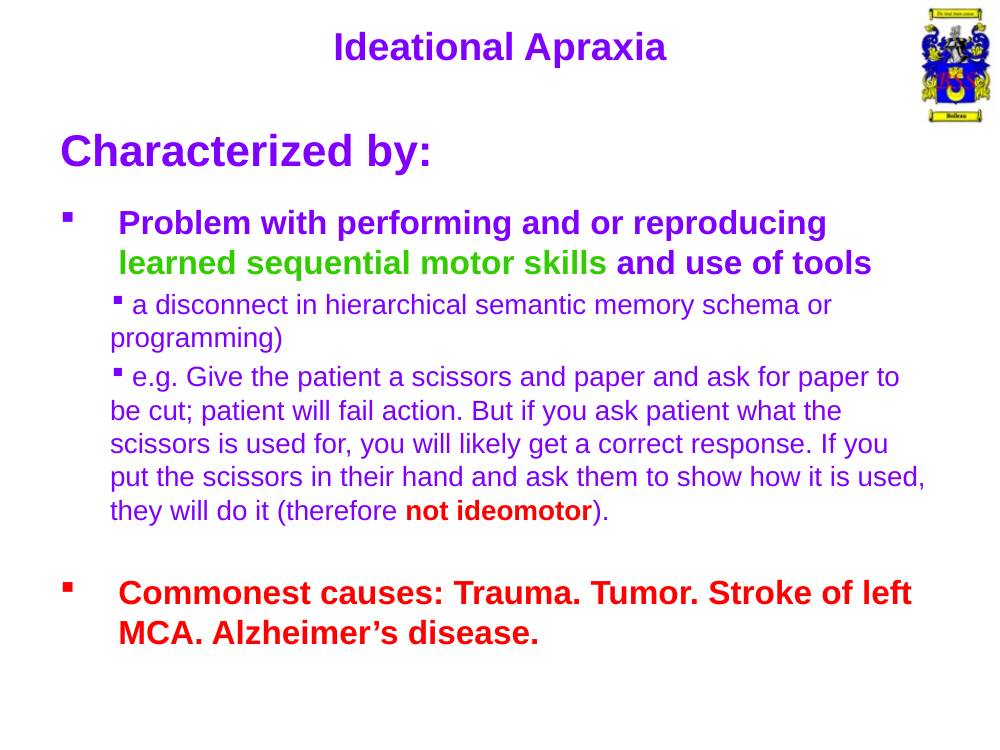 Ideational Apraxia
Characterized by:
▪ Problem with performing and or reproducing
learned sequential motor skills and use of tools
▪ a disconnect in hierarchical semantic memory schema or
programming)
▪ e.g. Give the patient a scissors and paper and ask for paper to
be cut; patient will fail action. But if you ask patient what the
scissors is used for, you will likely get a correct response. If you
put the scissors in their hand and ask them to show how it is used,
they will do it (therefore not ideomotor).
▪ Commonest causes: Trauma. Tumor. Stroke of left
MCA. Alzheimer’s disease.
Boileau